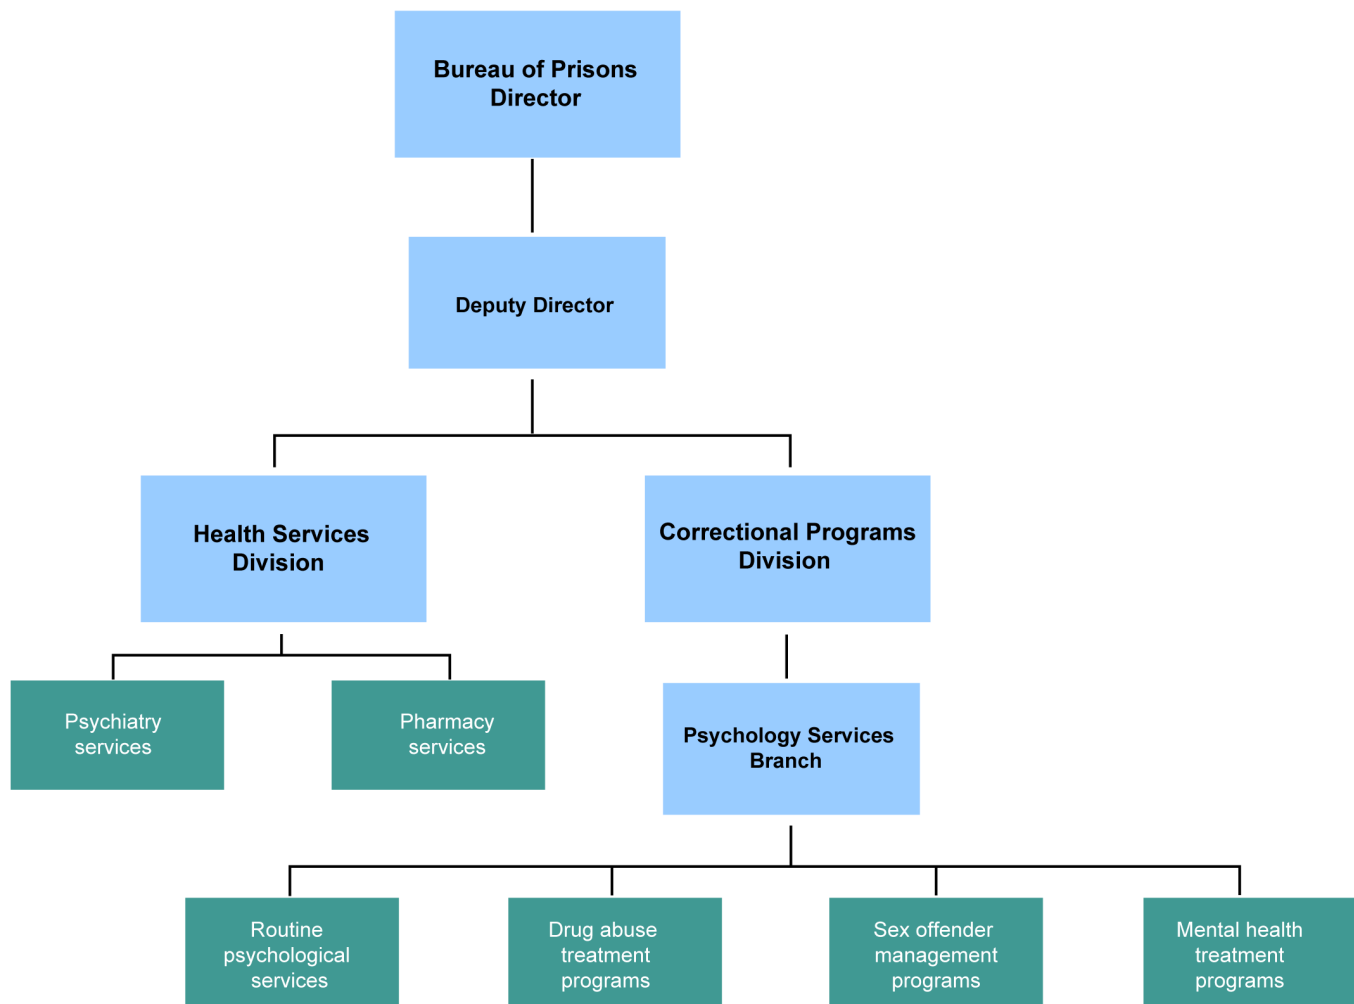 Bureau of Prisons
Director
Deputy Director
Health Services
Division
Correctional Programs
Division
Psychiatry
services
Pharmacy
services
Psychology Services
Branch
Routine
psychological
services
Drug abuse
treatment
programs
Sex offender
management
programs
Mental health
treatment
programs